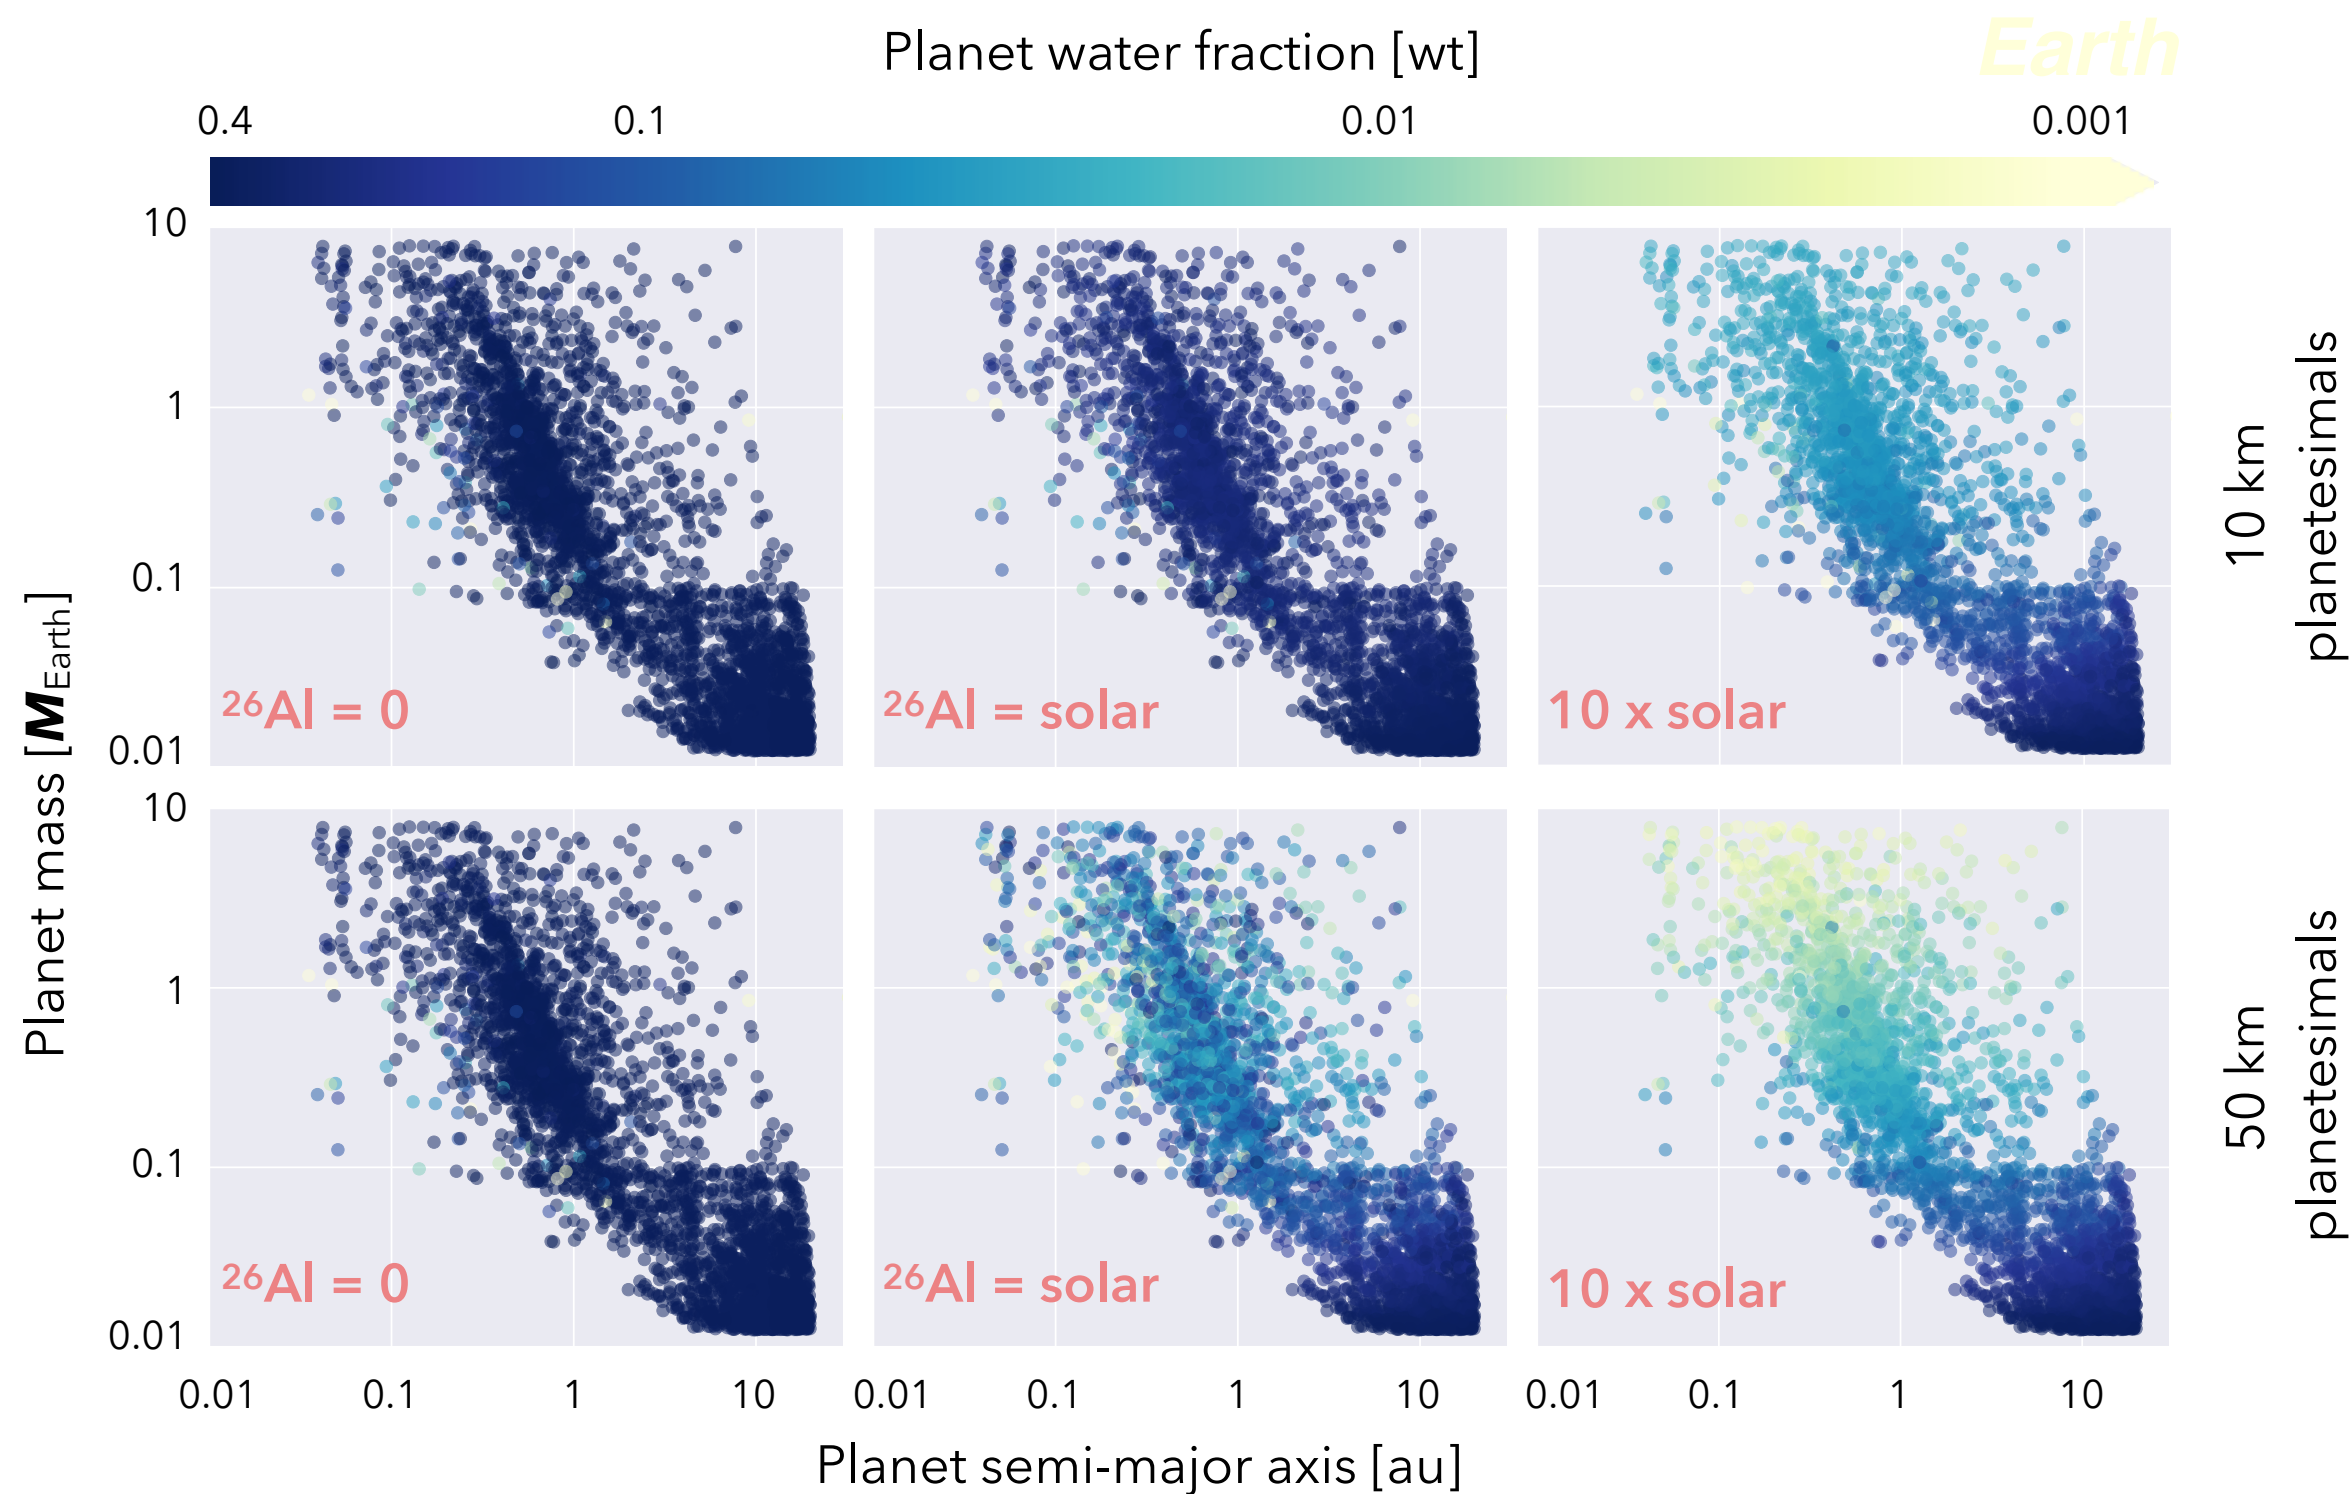 Earth
Planet water fraction [wt]
0.4 0.1 0.01 0.001
10
1
0.1
0.01
²⁶Al = 0
²⁶Al = solar
10 x solar
10 km
planetesimals
Planet mass [M_Earth]
10
1
0.1
0.01
²⁶Al = 0
²⁶Al = solar
10 x solar
50 km
planetesimals
0.01 0.1 1 10 0.01 0.1 1 10 0.01 0.1 1 10
Planet semi-major axis [au]